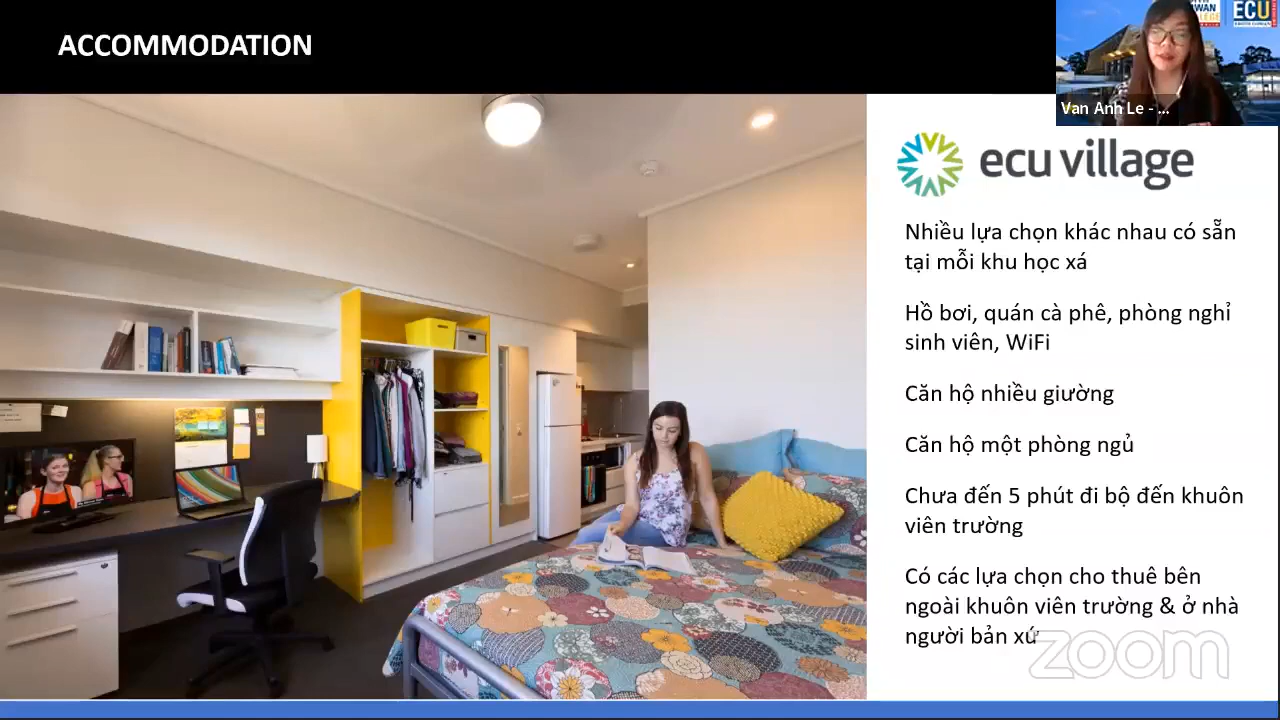 ACCOMMODATION
ECU
Van Anh Le - ...
ecu village
Nhiều lựa chọn khác nhau có sẵn
tại mỗi khu học xá
Hồ bơi, quán cà phê, phòng nghỉ
sinh viên, WiFi
Căn hộ nhiều giường
Căn hộ một phòng ngủ
Chưa đến 5 phút đi bộ đến khuôn
viên trường
Có các lựa chọn cho thuê bên
ngoài khuôn viên trường & ở nhà
người bản xứ
zoom